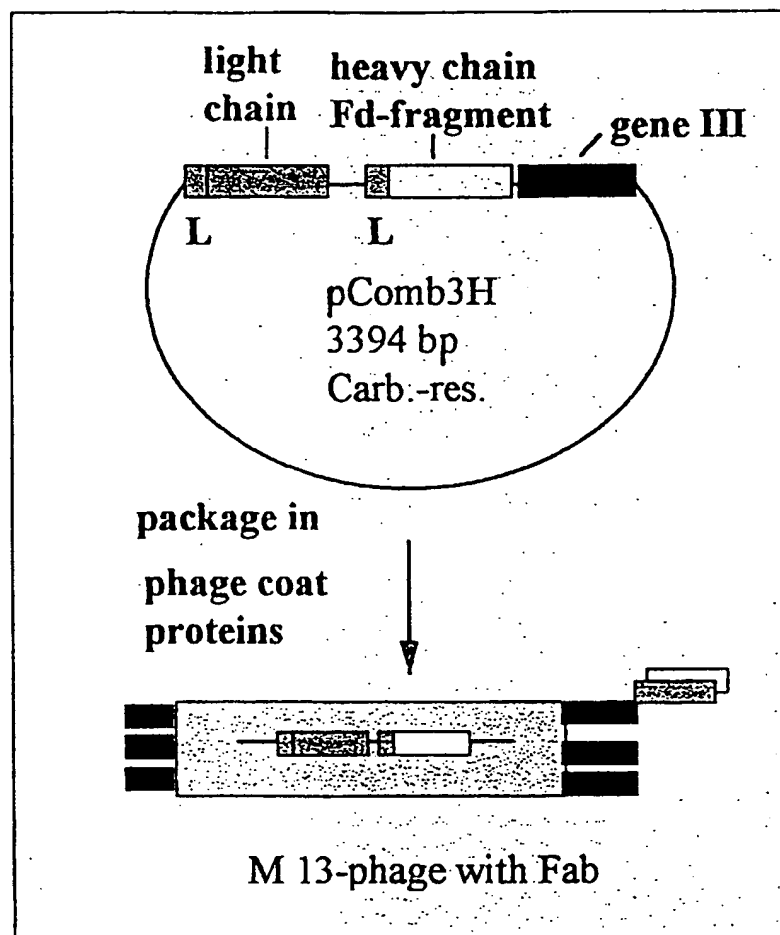 light
chain
heavy chain
Fd-fragment
gene III
L
L
pComb3H
3394 bp
Carb.-res.
package in
phage coat
proteins
M 13-phage with Fab